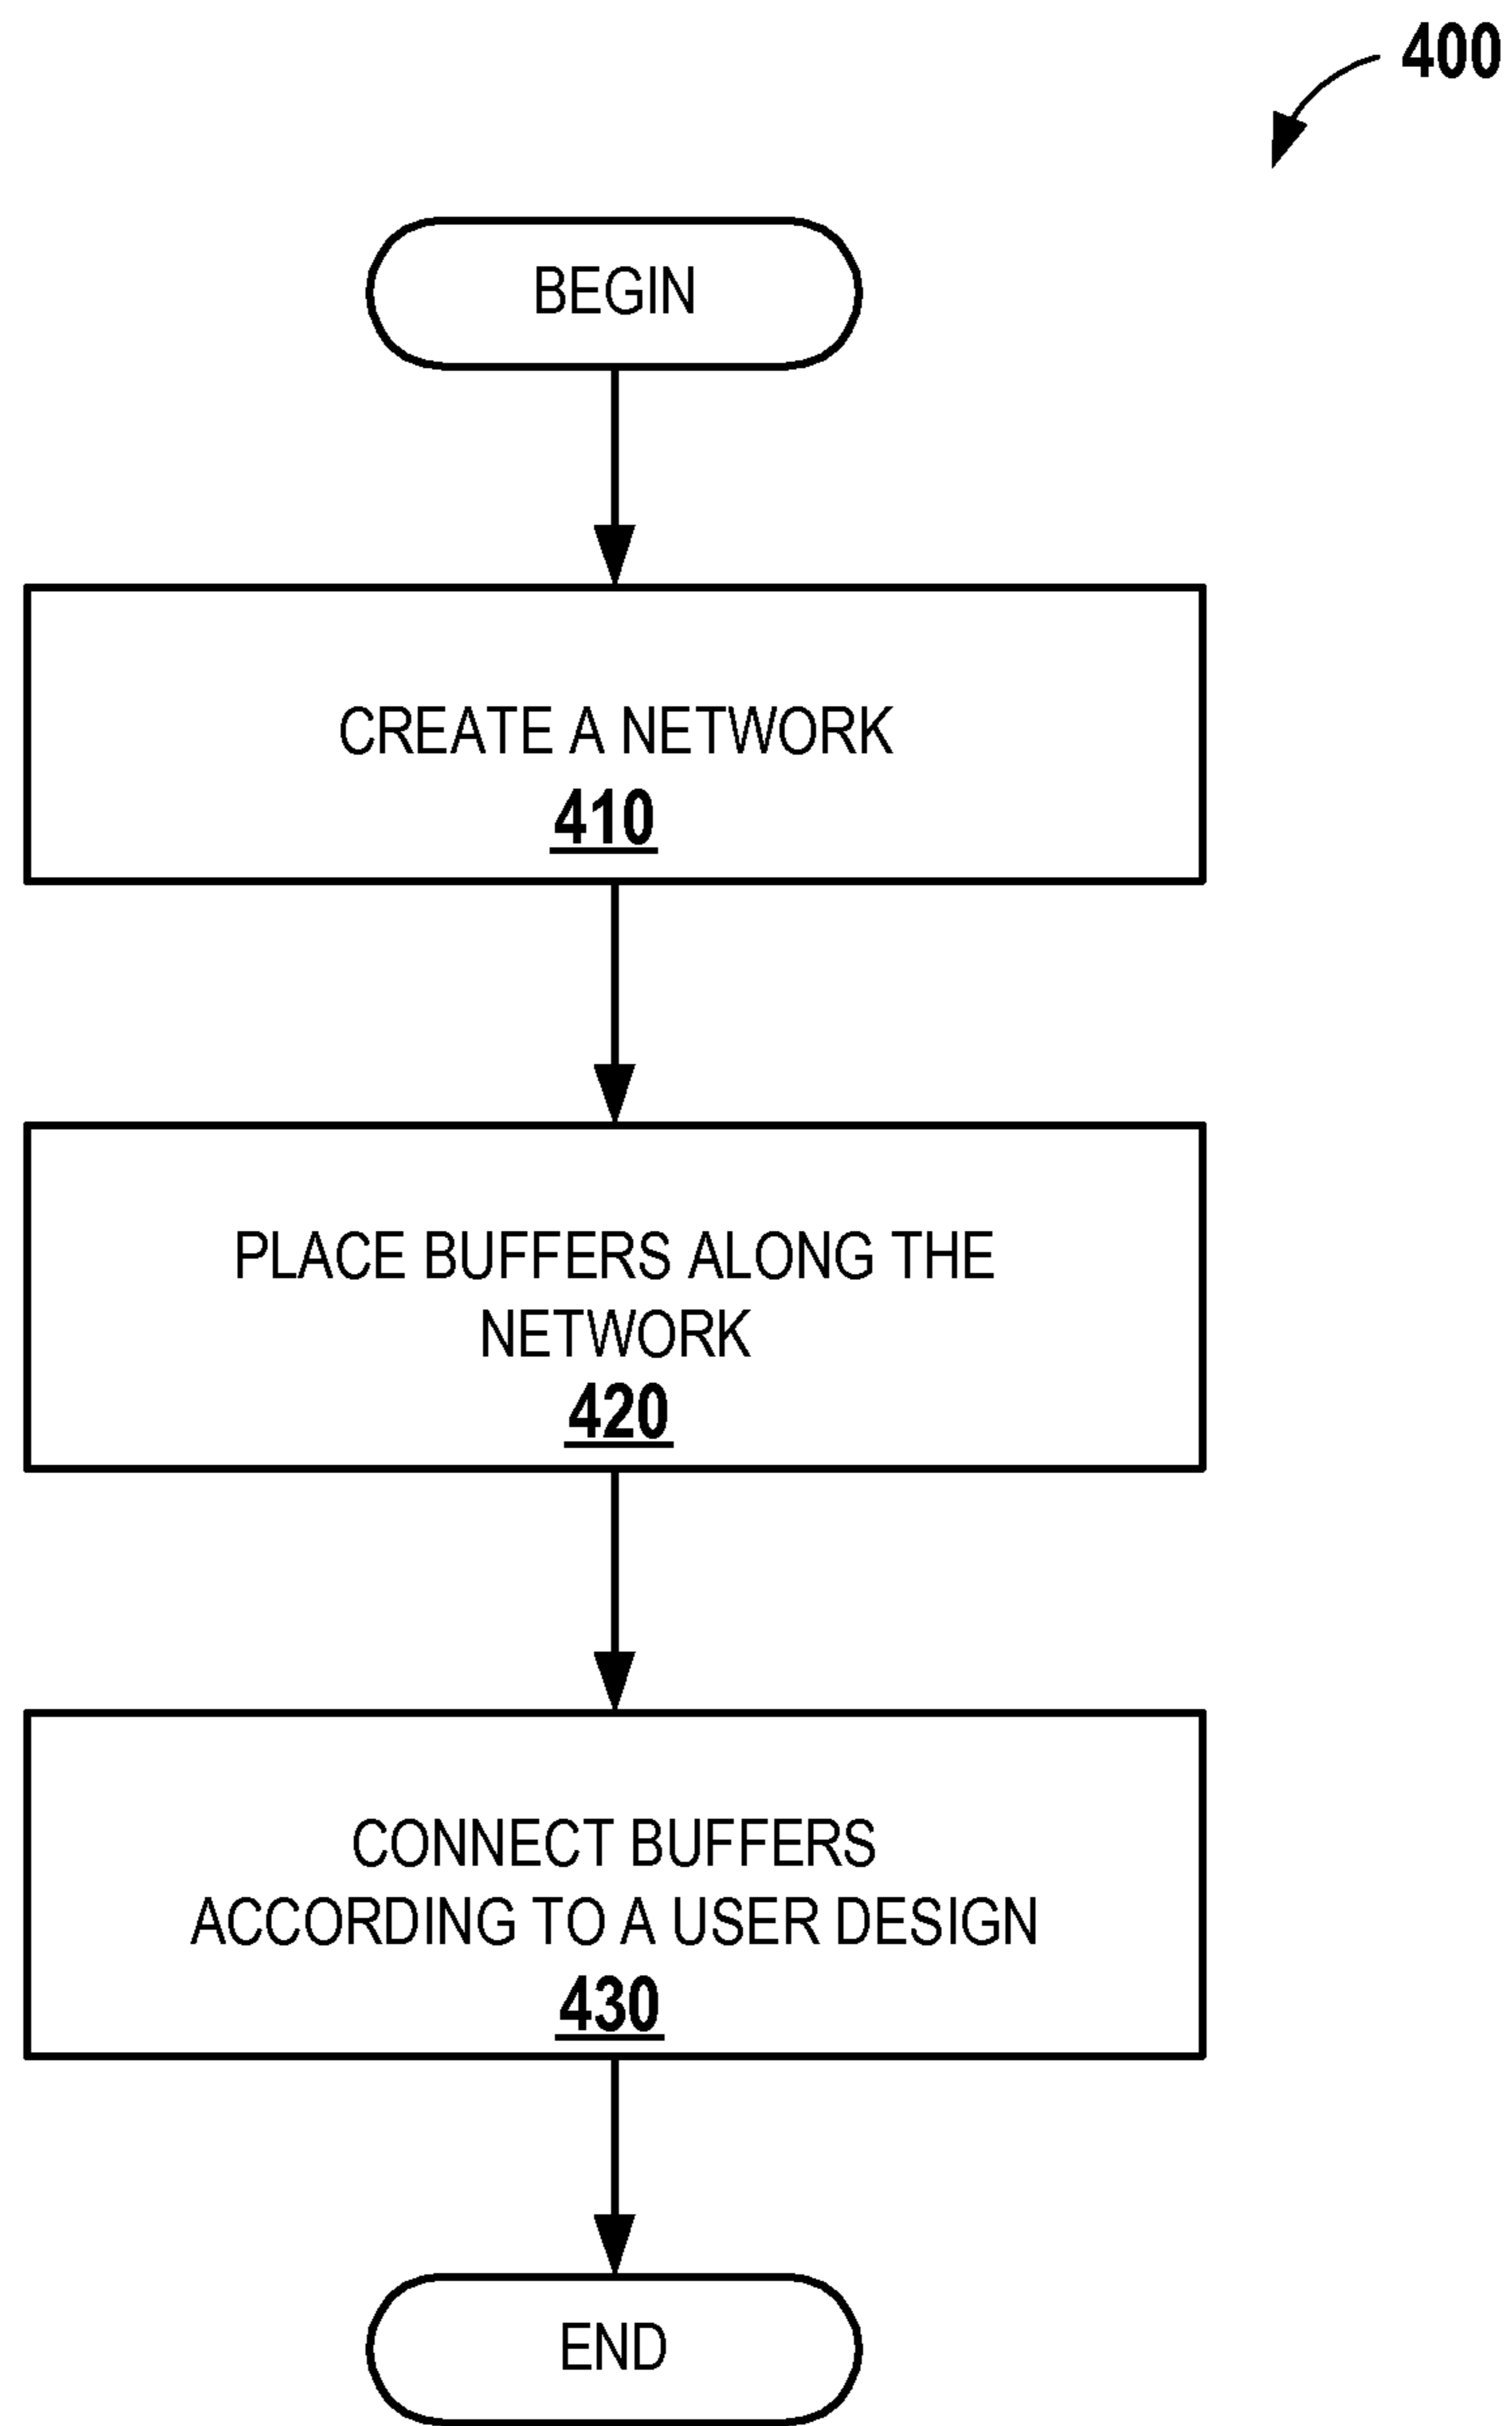 400
BEGIN
CREATE A NETWORK
410
PLACE BUFFERS ALONG THE
NETWORK
420
CONNECT BUFFERS
ACCORDING TO A USER DESIGN
430
END